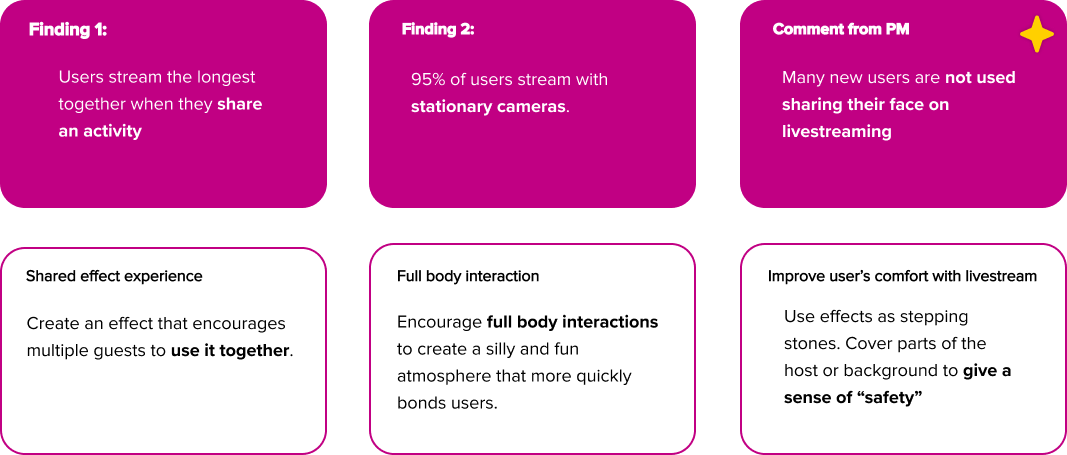 Finding 1:
Users stream the longest
together when they share
an activity
Finding 2:
95% of users stream with
stationary cameras.
Comment from PM
Many new users are not used
sharing their face on
livestreaming
Shared effect experience
Create an effect that encourages
multiple guests to use it together.
Full body interaction
Encourage full body interactions
to create a silly and fun
atmosphere that more quickly
bonds users.
Improve user's comfort with livestream
Use effects as stepping
stones. Cover parts of the
host or background to give a
sense of “safety”